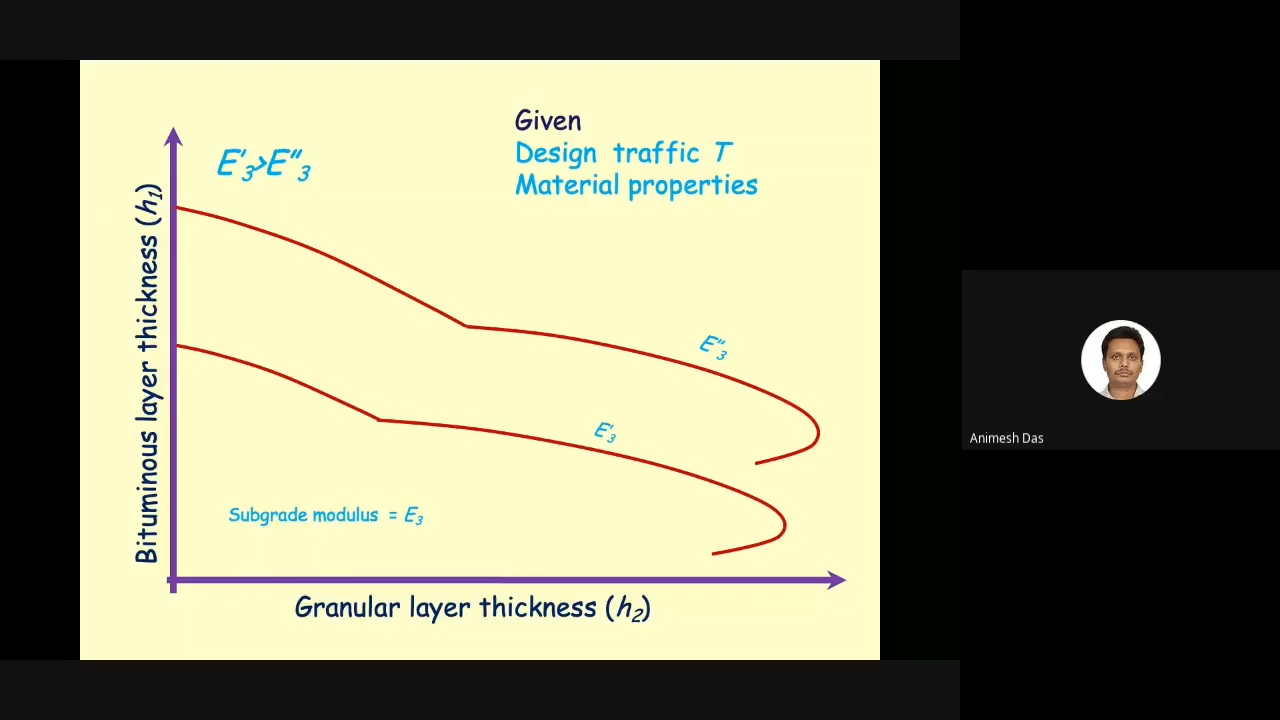 Given
Design traffic T
Material properties
E'₃>E"₃
Bituminous layer thickness (h₁)
E"₃
E'₃
Subgrade modulus = E₃
Granular layer thickness (h₂)
Animesh Das